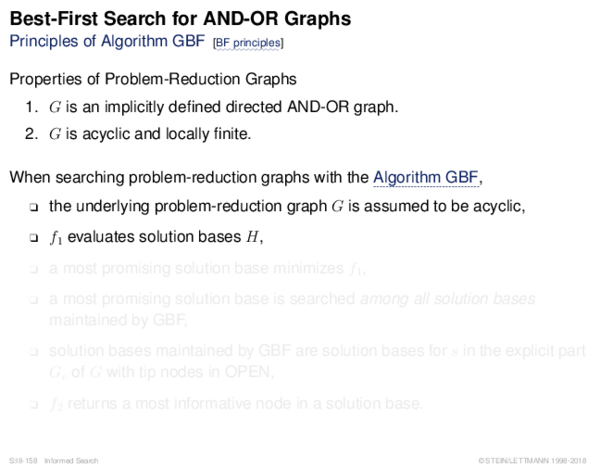 Best-First Search for AND-OR Graphs
Principles of Algorithm GBF [BF principles]
Properties of Problem-Reduction Graphs
1. G is an implicitly defined directed AND-OR graph.
2. G is acyclic and locally finite.
When searching problem-reduction graphs with the Algorithm GBF,
❑ the underlying problem-reduction graph G is assumed to be acyclic,
❑ f₁ evaluates solution bases H,
❑ a most promising solution base minimizes f₁,
❑ a most promising solution base is searched among all solution bases
maintained by GBF,
❑ solution bases maintained by GBF are solution bases for s in the explicit part
Gₑ of G with tip nodes in OPEN,
❑ f₂ returns a most informative node in a solution base.
S:III-158 Informed Search ©STEIN/LETTMANN 1998-2018